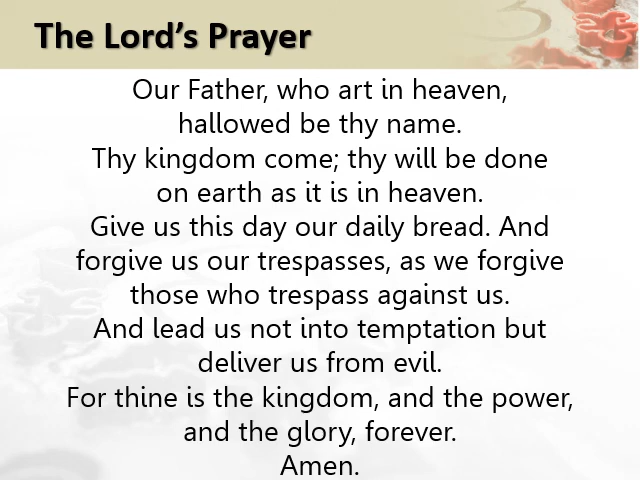 The Lord’s Prayer
Our Father, who art in heaven,
hallowed be thy name.
Thy kingdom come; thy will be done
on earth as it is in heaven.
Give us this day our daily bread. And
forgive us our trespasses, as we forgive
those who trespass against us.
And lead us not into temptation but
deliver us from evil.
For thine is the kingdom, and the power,
and the glory, forever.
Amen.